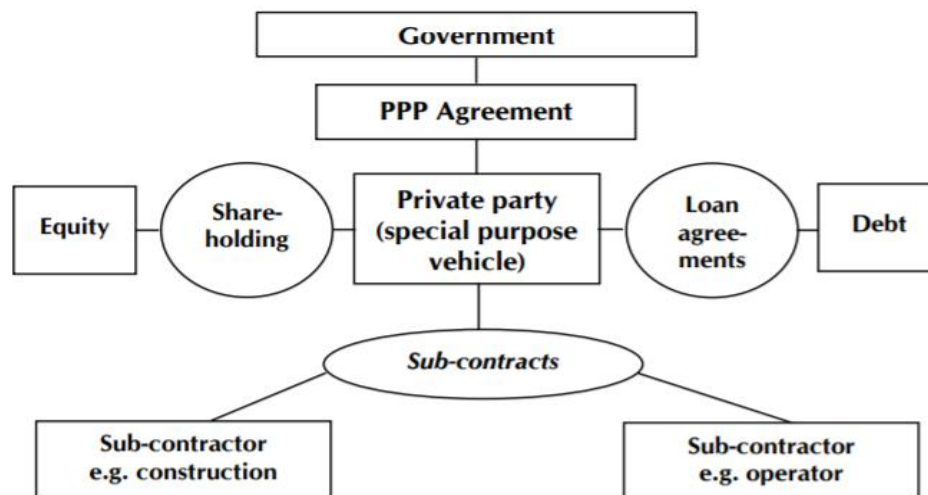 Government
PPP Agreement
Equity
Share-
holding
Private party
(special purpose
vehicle)
Loan
agree-
ments
Debt
Sub-contracts
Sub-contractor
e.g. construction
Sub-contractor
e.g. operator